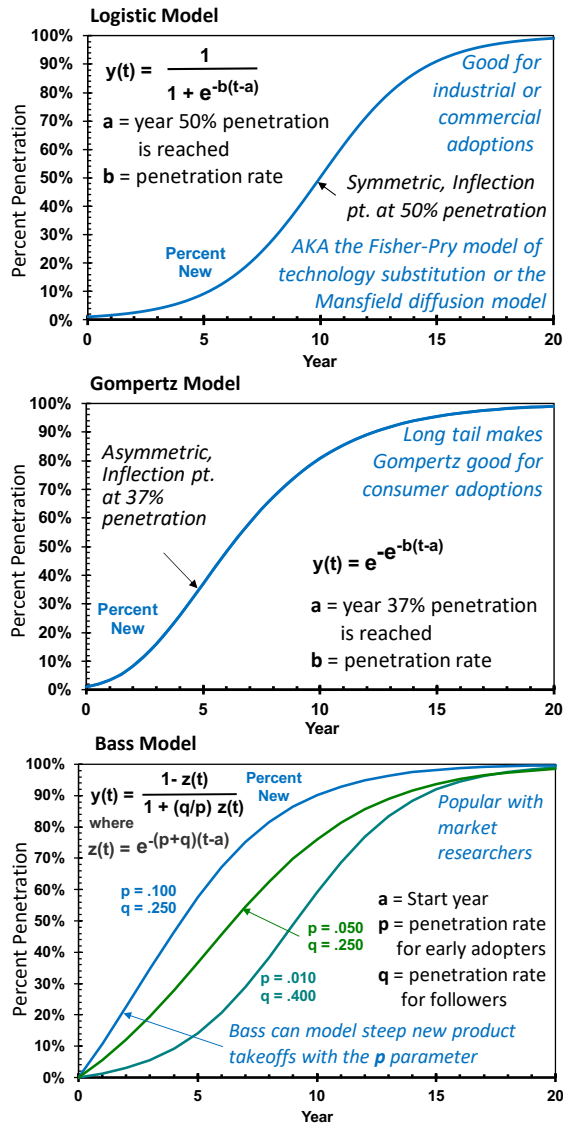 Logistic Model
100%
90%
80%
70%
60%
50%
40%
30%
20%
10%
0%
Percent Penetration
y(t) = 1 / 1 + e^-b(t-a)
a = year 50% penetration
is reached
b = penetration rate
Good for
industrial or
commercial
adoptions
Symmetric, Inflection
pt. at 50% penetration
Percent
New
AKA the Fisher-Pry model of
technology substitution or the
Mansfield diffusion model
0 5 10 15 20
Year
Gompertz Model
100%
90%
80%
70%
60%
50%
40%
30%
20%
10%
0%
Percent Penetration
Asymmetric,
Inflection pt.
at 37%
penetration
Long tail makes
Gompertz good for
consumer adoptions
Percent
New
y(t) = e^-e^-b(t-a)
a = year 37% penetration
is reached
b = penetration rate
0 5 10 15 20
Year
Bass Model
100%
90%
80%
70%
60%
50%
40%
30%
20%
10%
0%
Percent Penetration
y(t) = 1- z(t) / 1 + (q/p) z(t)
where
z(t) = e^-(p+q)(t-a)
Percent
New
Popular with
market
researchers
p = .100
q = .250
p = .050
q = .250
p = .010
q = .400
a = Start year
p = penetration rate
for early adopters
q = penetration rate
for followers
Bass can model steep new product
takeoffs with the p parameter
0 5 10 15 20
Year